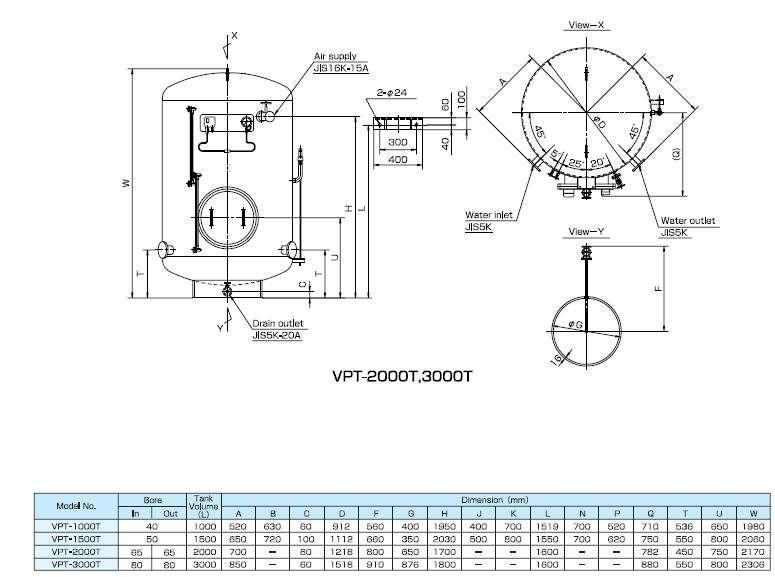 X
Air supply
JIS16K-15A
2-φ24
60
100
300
400
40
W
H
L
T
T
U
C
Drain outlet
JIS5K-20A
Y
View-X
A
A
φD
45°
45°
5°
25°
20°
(Q)
Water inlet
JIS5K
Water outlet
JIS5K
View-Y
F
φG
16
VPT-2000T,3000T
Model No. Bore Tank Volume (L) Dimension (mm)
In Out A B C D F G H J K L N P Q T U W
VPT-1000T 40 1000 520 630 60 912 560 400 1950 400 700 1519 700 520 710 536 650 1980
VPT-1500T 50 1500 650 720 100 1112 660 350 2030 500 800 1550 700 620 750 550 800 2060
VPT-2000T 65 65 2000 700 – 80 1218 800 650 1700 – – 1600 – – 782 450 750 2170
VPT-3000T 80 80 3000 850 – 60 1518 910 876 1800 – – 1600 – – 880 550 800 2306